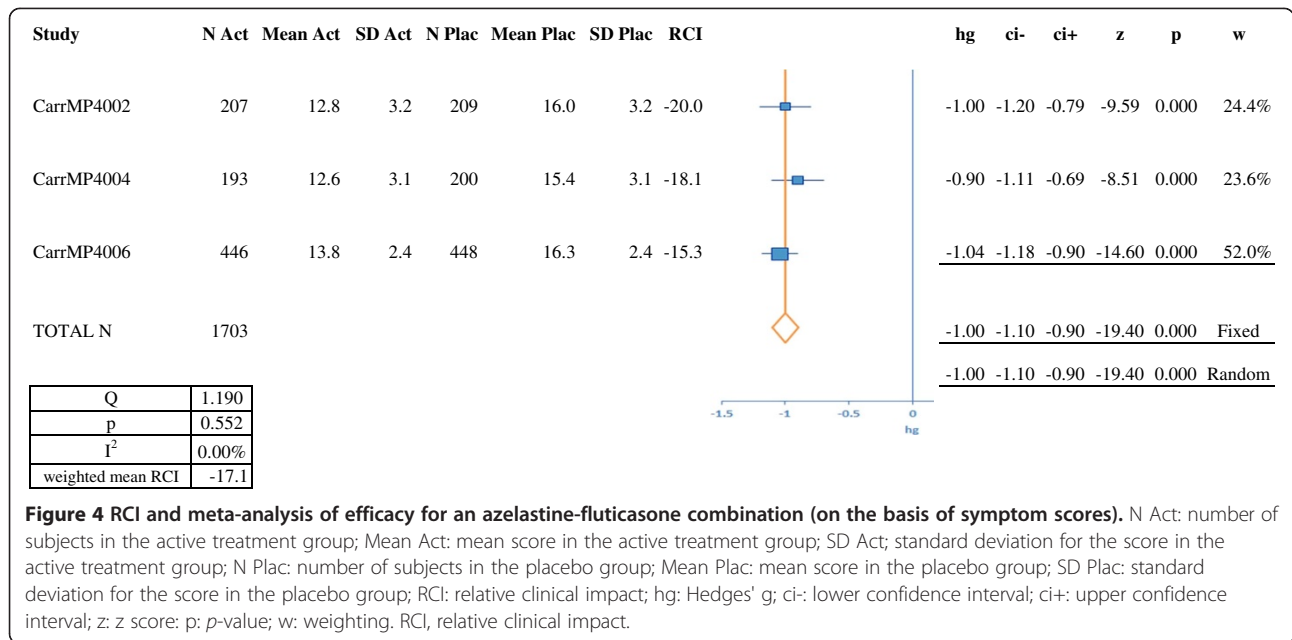 Study N Act Mean Act SD Act N Plac Mean Plac SD Plac RCI hg ci- ci+ z p w
CarrMP4002 207 12.8 3.2 209 16.0 3.2 -20.0 -1.00 -1.20 -0.79 -9.59 0.000 24.4%
CarrMP4004 193 12.6 3.1 200 15.4 3.1 -18.1 -0.90 -1.11 -0.69 -8.51 0.000 23.6%
CarrMP4006 446 13.8 2.4 448 16.3 2.4 -15.3 -1.04 -1.18 -0.90 -14.60 0.000 52.0%
TOTAL N 1703 -1.00 -1.10 -0.90 -19.40 0.000 Fixed
-1.00 -1.10 -0.90 -19.40 0.000 Random
Q 1.190
p 0.552
I² 0.00%
weighted mean RCI -17.1
-1.5 -1 -0.5 0
hg
Figure 4 RCI and meta-analysis of efficacy for an azelastine-fluticasone combination (on the basis of symptom scores). N Act: number of
subjects in the active treatment group; Mean Act: mean score in the active treatment group; SD Act; standard deviation for the score in the
active treatment group; N Plac: number of subjects in the placebo group; Mean Plac: mean score in the placebo group; SD Plac: standard
deviation for the score in the placebo group; RCI: relative clinical impact; hg: Hedges' g; ci-: lower confidence interval; ci+: upper confidence
interval; z: z score: p: p-value; w: weighting. RCI, relative clinical impact.